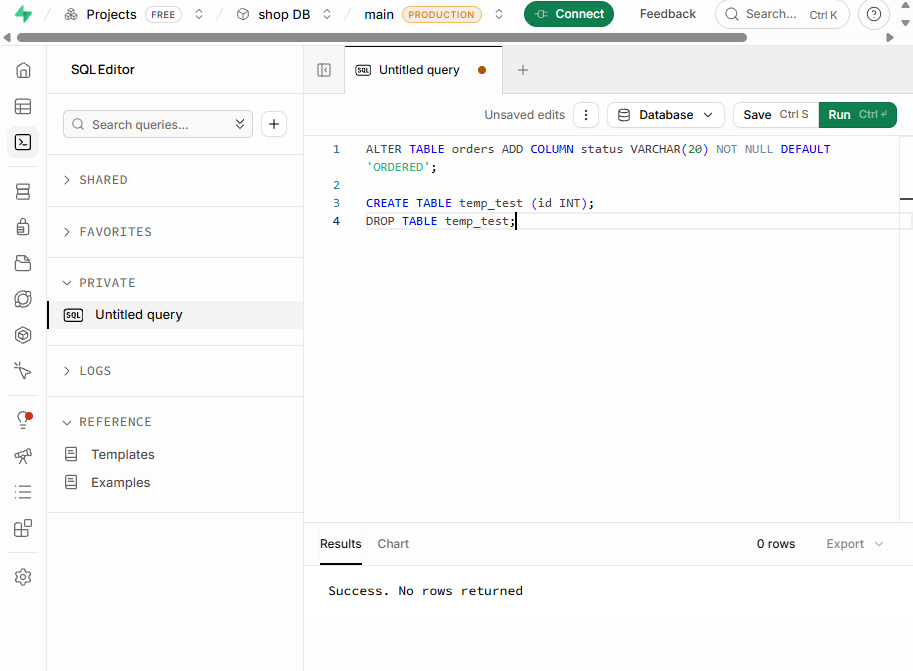 Projects FREE / shop DB / main PRODUCTION Connect Feedback Search... Ctrl K ?
SQL Editor
SQL Untitled query
Search queries...
Unsaved edits Database Save Ctrl S Run Ctrl ↵
SHARED
FAVORITES
PRIVATE
SQL Untitled query
LOGS
REFERENCE
Templates
Examples
1 ALTER TABLE orders ADD COLUMN status VARCHAR(20) NOT NULL DEFAULT
'ORDERED';
2
3 CREATE TABLE temp_test (id INT);
4 DROP TABLE temp_test;
Results Chart 0 rows Export
Success. No rows returned